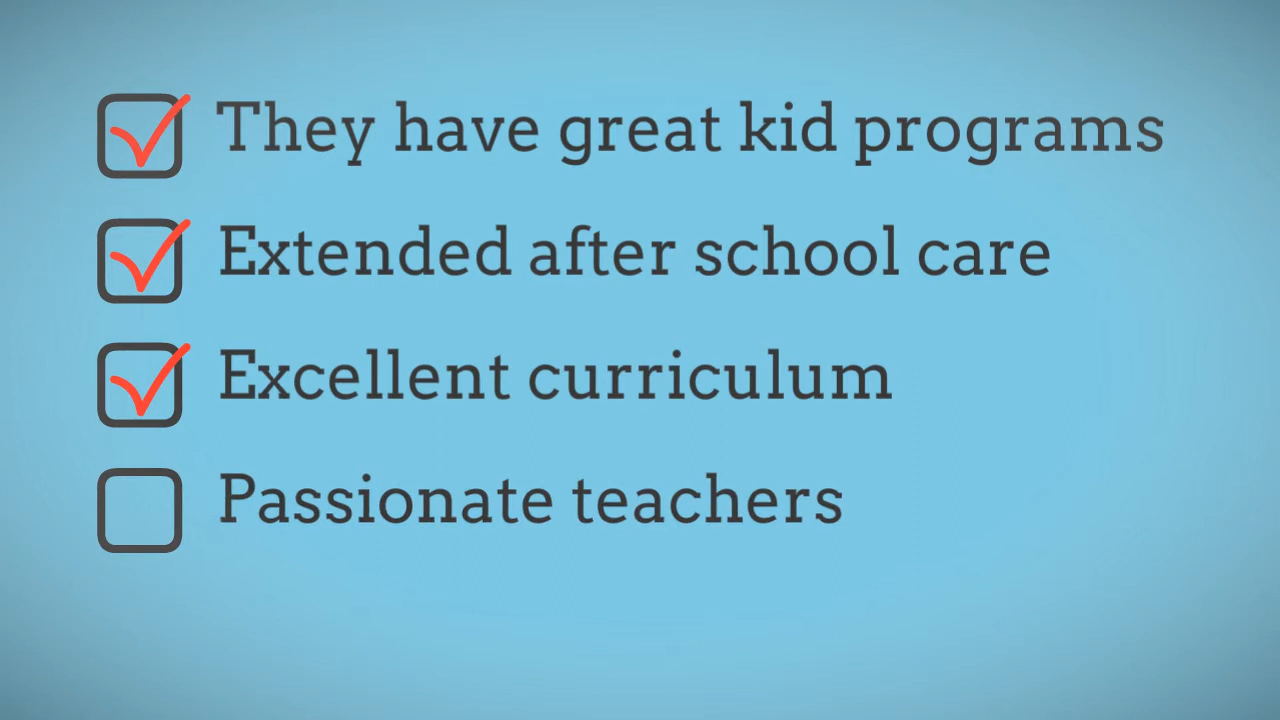 They have great kid programs
Extended after school care
Excellent curriculum
Passionate teachers